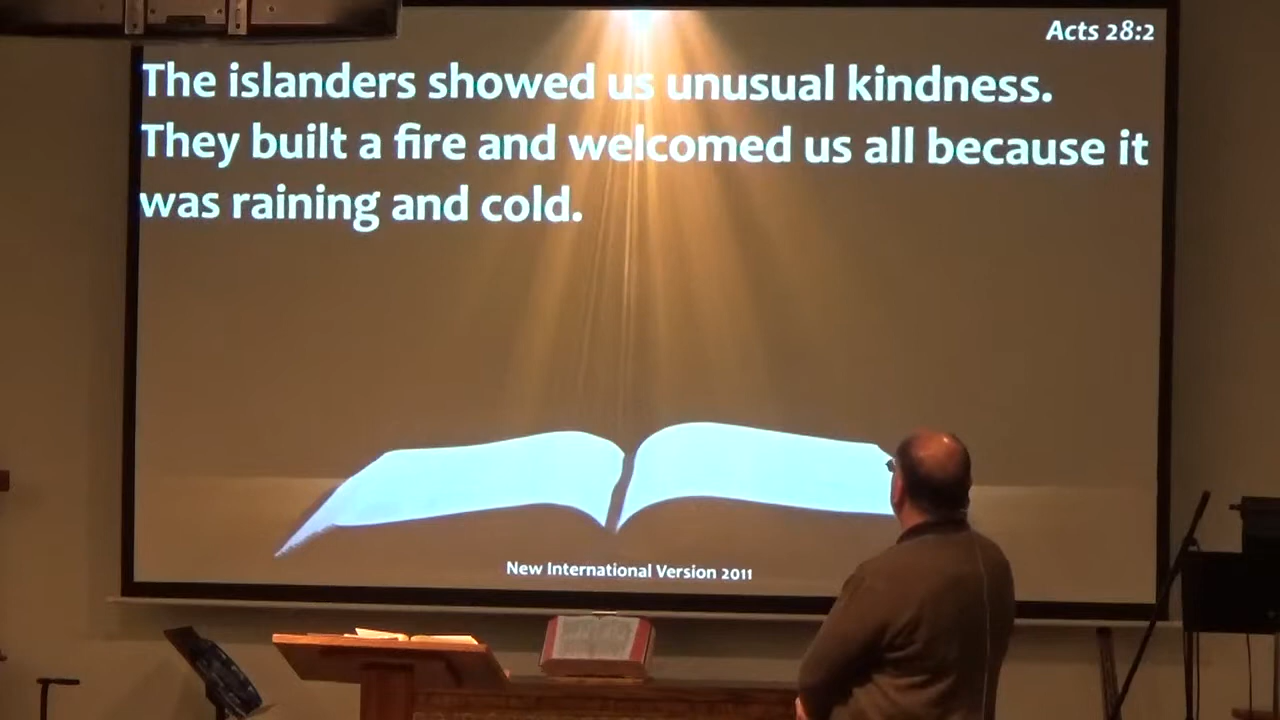 Acts 28:2
The islanders showed us unusual kindness.
They built a fire and welcomed us all because it
was raining and cold.
New International Version 2011